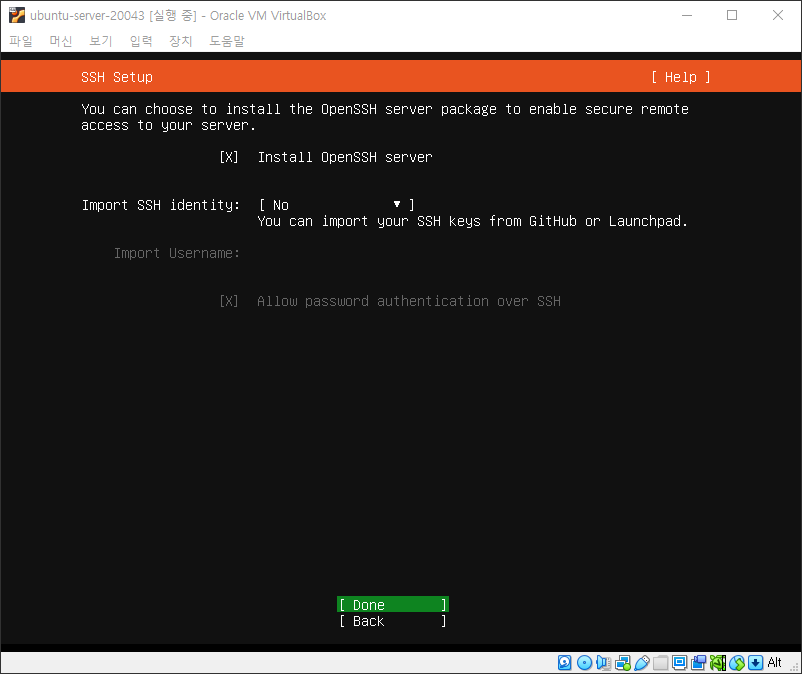 ubuntu-server-20043 [실행 중] - Oracle VM VirtualBox
파일 머신 보기 입력 장치 도움말
SSH Setup [ Help ]
You can choose to install the OpenSSH server package to enable secure remote
access to your server.
[X] Install OpenSSH server
Import SSH identity: [ No ▼ ]
You can import your SSH keys from GitHub or Launchpad.
Import Username:
[X] Allow password authentication over SSH
[ Done ]
[ Back ]
Alt